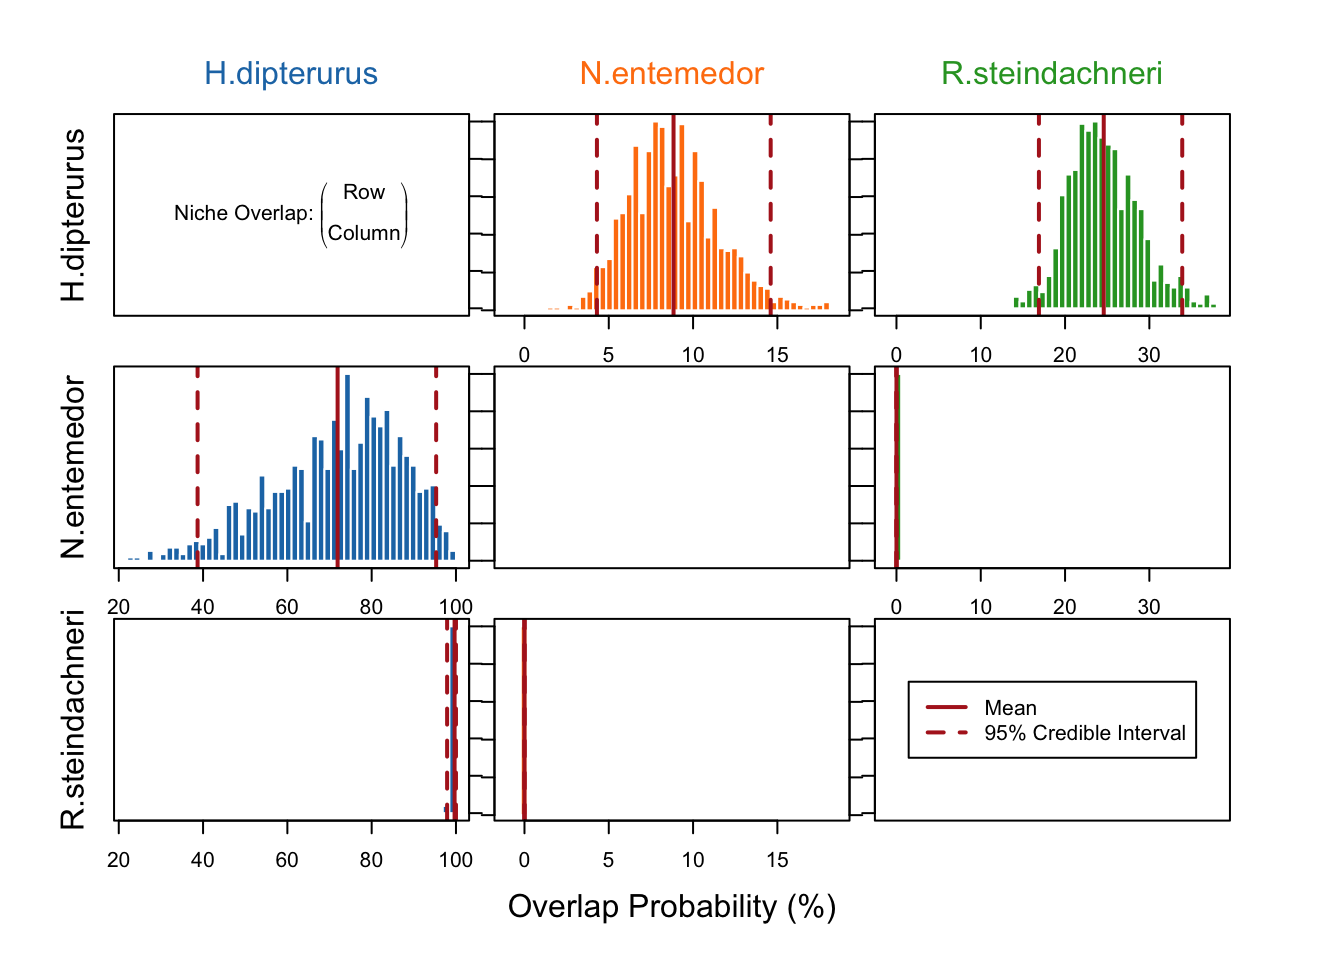 H.dipterurus
N.entemedor
R.steindachneri
H.dipterurus
Niche Overlap:
Row
Column
0 5 10 15
0 10 20 30
N.entemedor
20 40 60 80 100
0 10 20 30
R.steindachneri
Mean
95% Credible Interval
20 40 60 80 100
0 5 10 15
Overlap Probability (%)